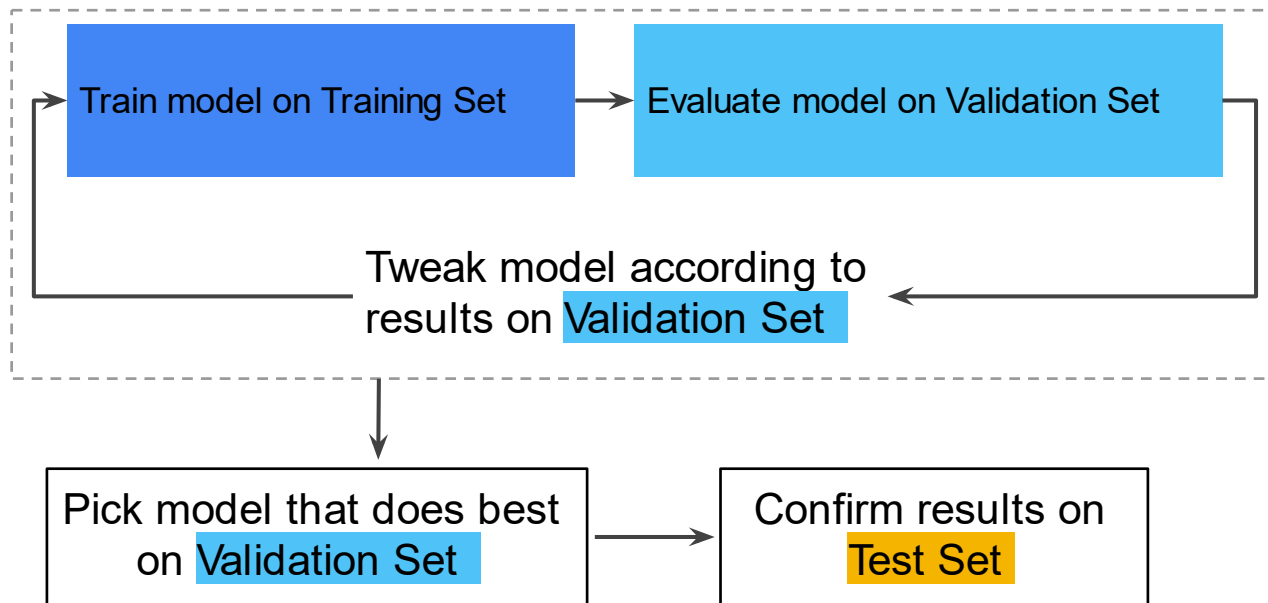 Train model on Training Set
Evaluate model on Validation Set
Tweak model according to
results on Validation Set
Pick model that does best
on Validation Set
Confirm results on
Test Set